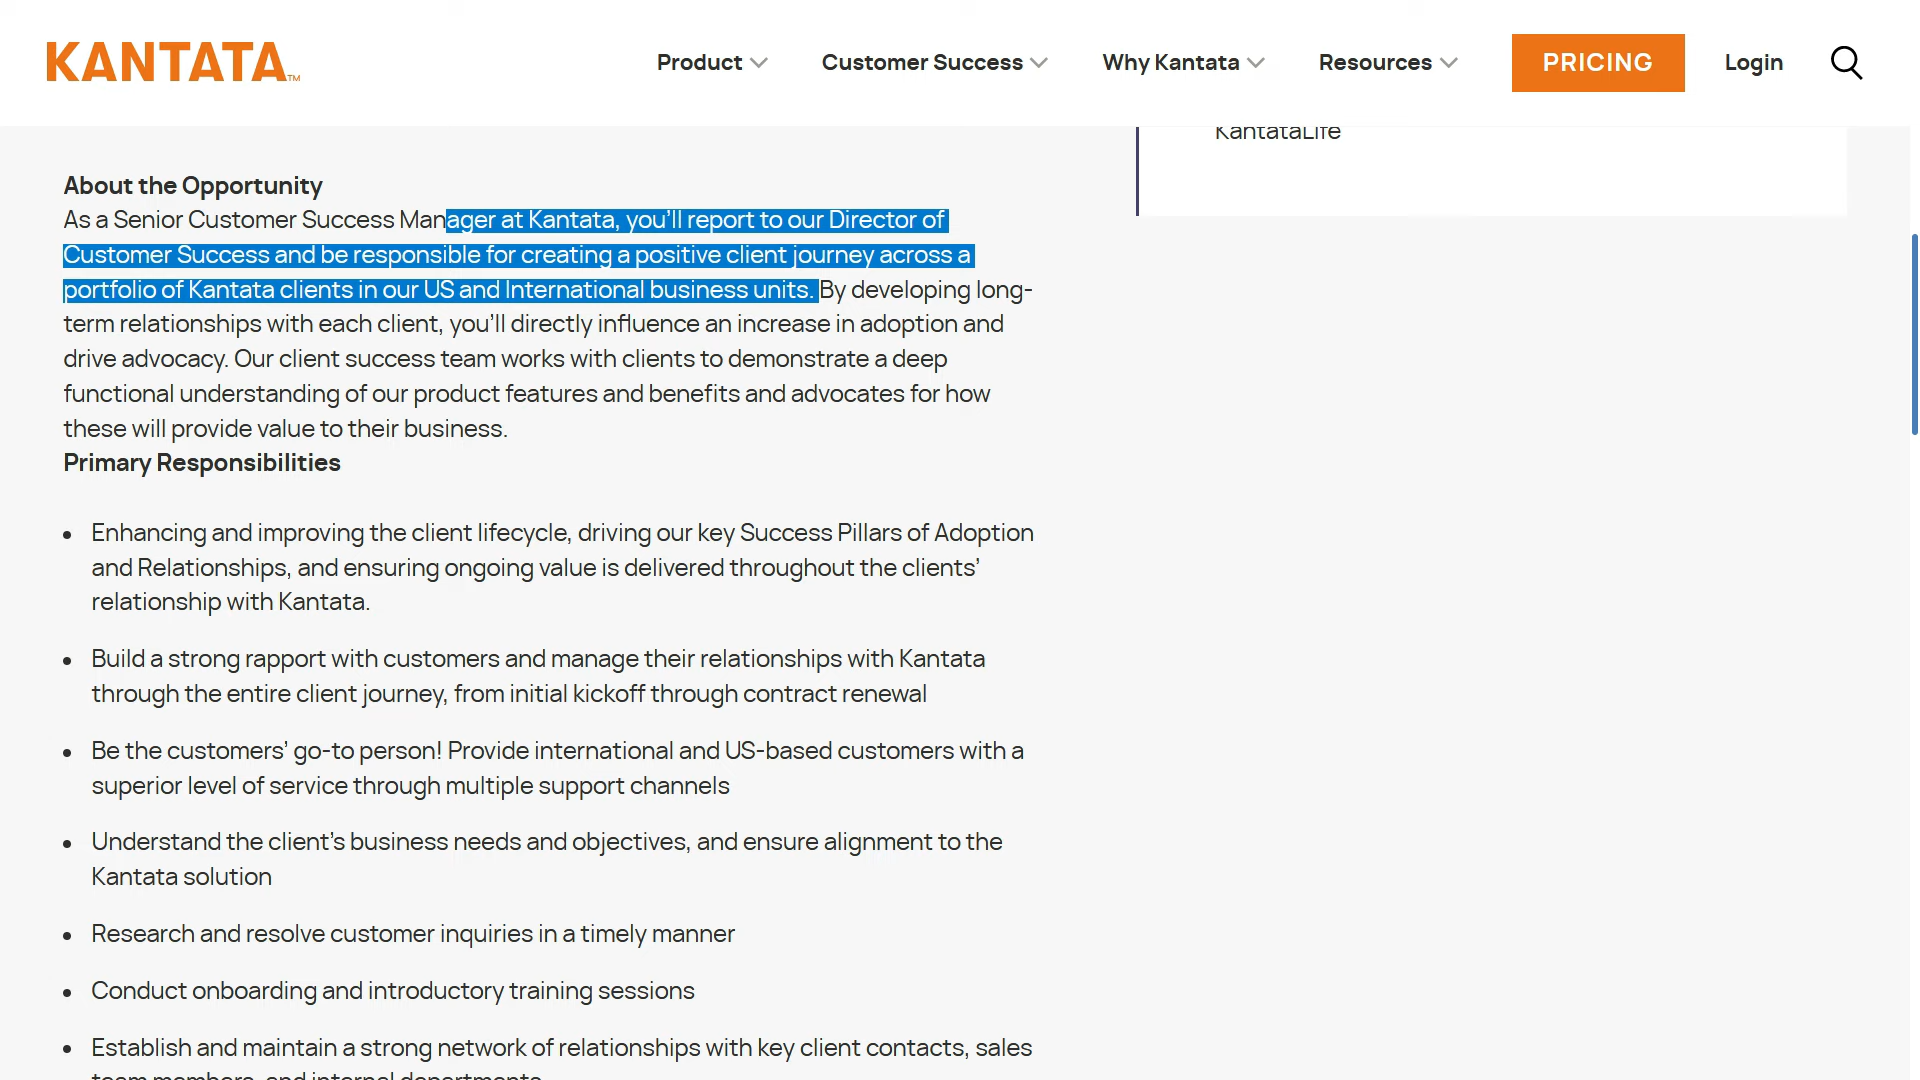 KANTATA™
Product
Customer Success
Why Kantata
Resources
PRICING
Login
KantataLife
About the Opportunity
As a Senior Customer Success Manager at Kantata, you’ll report to our Director of
Customer Success and be responsible for creating a positive client journey across a
portfolio of Kantata clients in our US and International business units. By developing long-
term relationships with each client, you’ll directly influence an increase in adoption and
drive advocacy. Our client success team works with clients to demonstrate a deep
functional understanding of our product features and benefits and advocates for how
these will provide value to their business.
Primary Responsibilities
• Enhancing and improving the client lifecycle, driving our key Success Pillars of Adoption
and Relationships, and ensuring ongoing value is delivered throughout the clients’
relationship with Kantata.
• Build a strong rapport with customers and manage their relationships with Kantata
through the entire client journey, from initial kickoff through contract renewal
• Be the customers’ go-to person! Provide international and US-based customers with a
superior level of service through multiple support channels
• Understand the client’s business needs and objectives, and ensure alignment to the
Kantata solution
• Research and resolve customer inquiries in a timely manner
• Conduct onboarding and introductory training sessions
• Establish and maintain a strong network of relationships with key client contacts, sales
team members, and internal departments